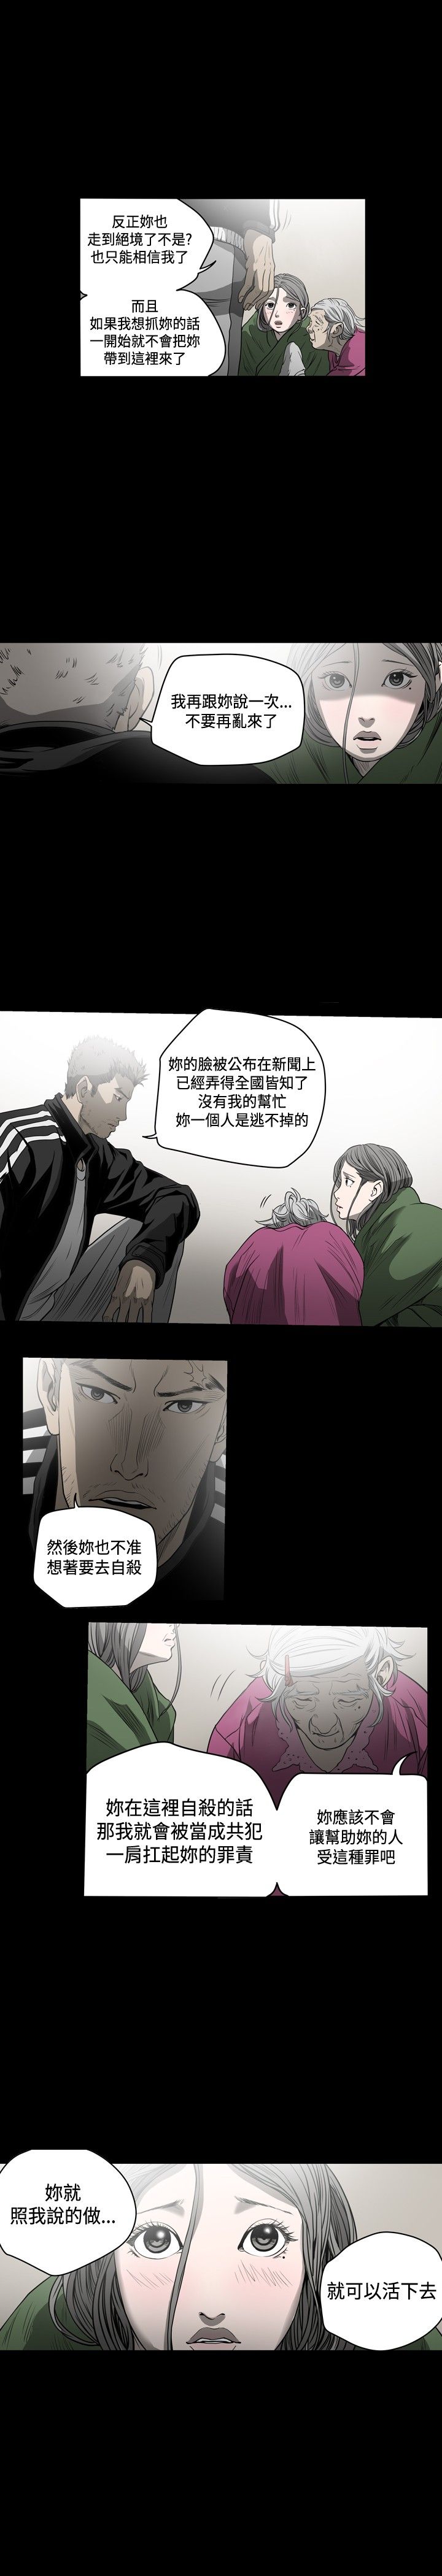 反正妳也
走到絕境了不是?
也只能相信我了
而且
如果我想抓妳的話
一開始就不會把妳
帶到這裡來了
我再跟妳說一次...
不要再亂來了
妳的臉被公布在新聞上
已經弄得全國皆知了
沒有我的幫忙
妳一個人是逃不掉的
然後妳也不准
想著要去自殺
妳在這裡自殺的話
那我就會被當成共犯
一肩扛起妳的罪責
妳應該不會
讓幫助妳的人
受這種罪吧
妳就
照我說的做...
就可以活下去